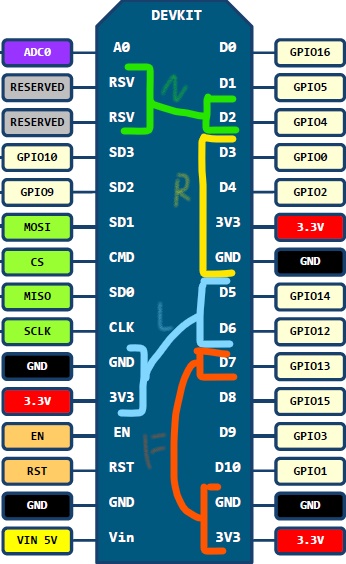 DEVKIT
ADC0 A0 D0 GPIO16
RESERVED RSV D1 GPIO5
N
RESERVED RSV D2 GPIO4
GPIO10 SD3 D3 GPIO0
GPIO9 SD2 D4 GPIO2
R
MOSI SD1 3V3 3.3V
CS CMD GND GND
MISO SD0 D5 GPIO14
L
SCLK CLK D6 GPIO12
GND GND D7 GPIO13
3.3V 3V3 D8 GPIO15
EN EN D9 GPIO3
F
RST RST D10 GPIO1
GND GND GND GND
VIN 5V Vin 3V3 3.3V